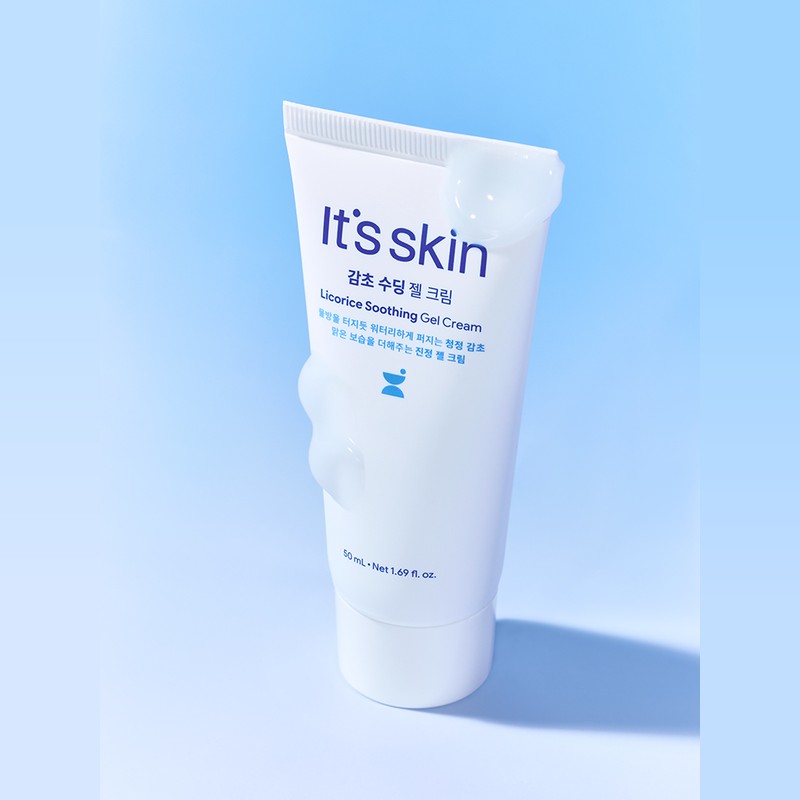 It's skin
감초 수딩 젤 크림
Licorice Soothing Gel Cream
물방울 터지듯 워터리하게 퍼지는 청정 감초
맑은 보습을 더해주는 진정 젤 크림
50 mL • Net 1.69 fl. oz.